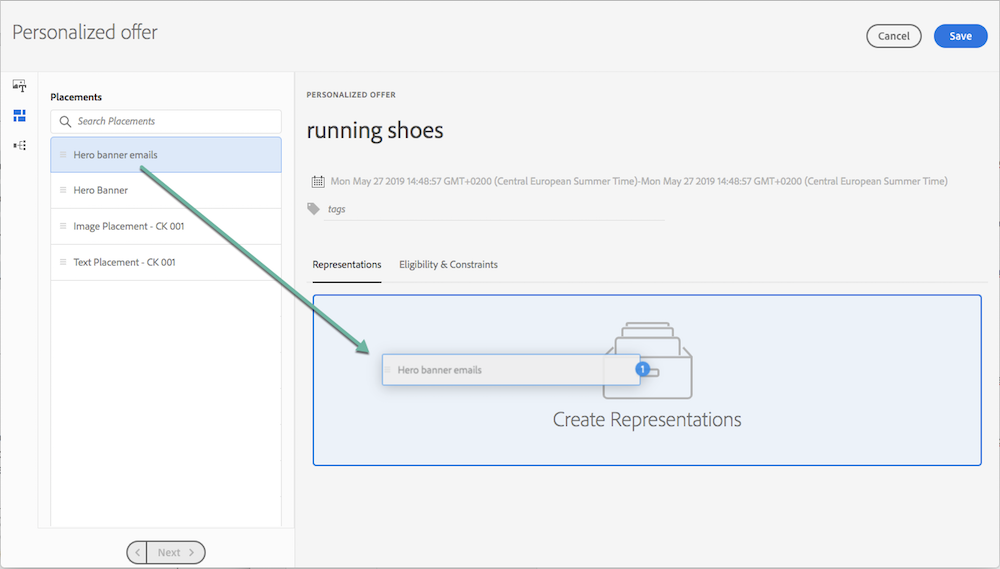 Personalized offer
Cancel
Save
Placements
Search Placements
Hero banner emails
Hero Banner
Image Placement - CK 001
Text Placement - CK 001
Next
PERSONALIZED OFFER
running shoes
Mon May 27 2019 14:48:57 GMT+0200 (Central European Summer Time)-Mon May 27 2019 14:48:57 GMT+0200 (Central European Summer Time)
tags
Representations Eligibility & Constraints
Hero banner emails 1
Create Representations